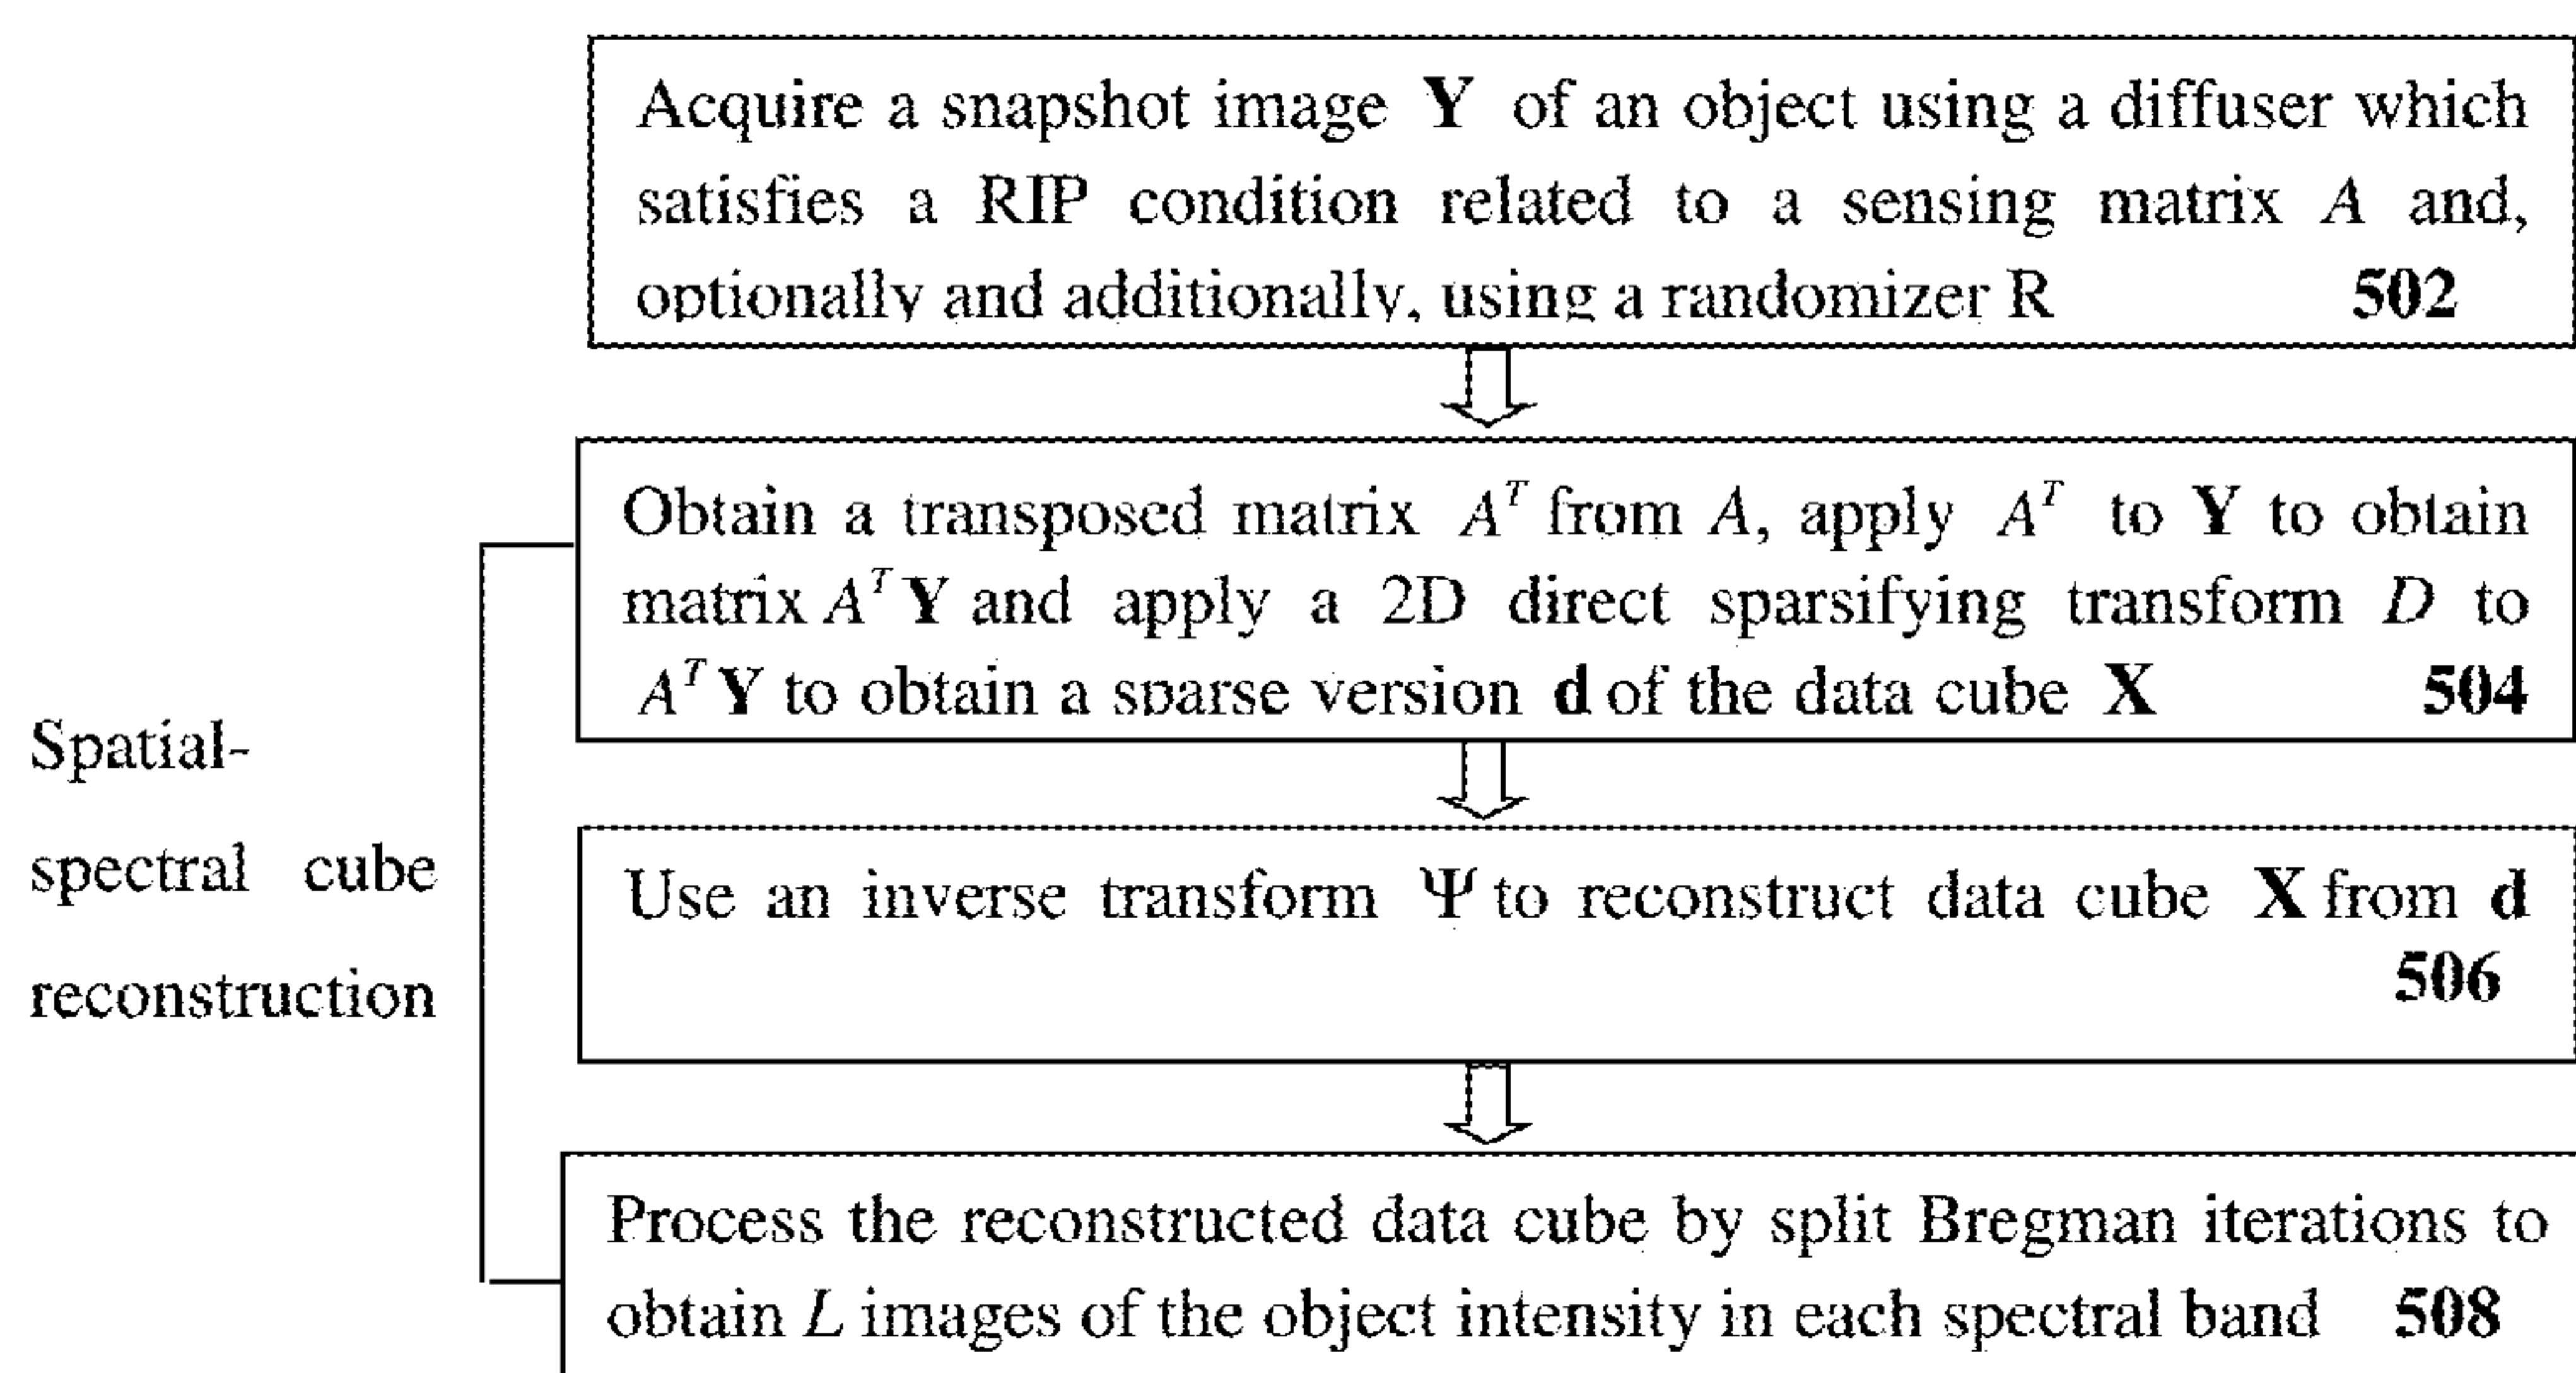 Acquire a snapshot image Y of an object using a diffuser which
satisfies a RIP condition related to a sensing matrix A and,
optionally and additionally, using a randomizer R 502
Obtain a transposed matrix Aᵀ from A, apply Aᵀ to Y to obtain
matrix AᵀY and apply a 2D direct sparsifying transform D to
AᵀY to obtain a sparse version d of the data cube X 504
Spatial-
spectral cube
reconstruction
Use an inverse transform Ψ to reconstruct data cube X from d
506
Process the reconstructed data cube by split Bregman iterations to
obtain L images of the object intensity in each spectral band 508